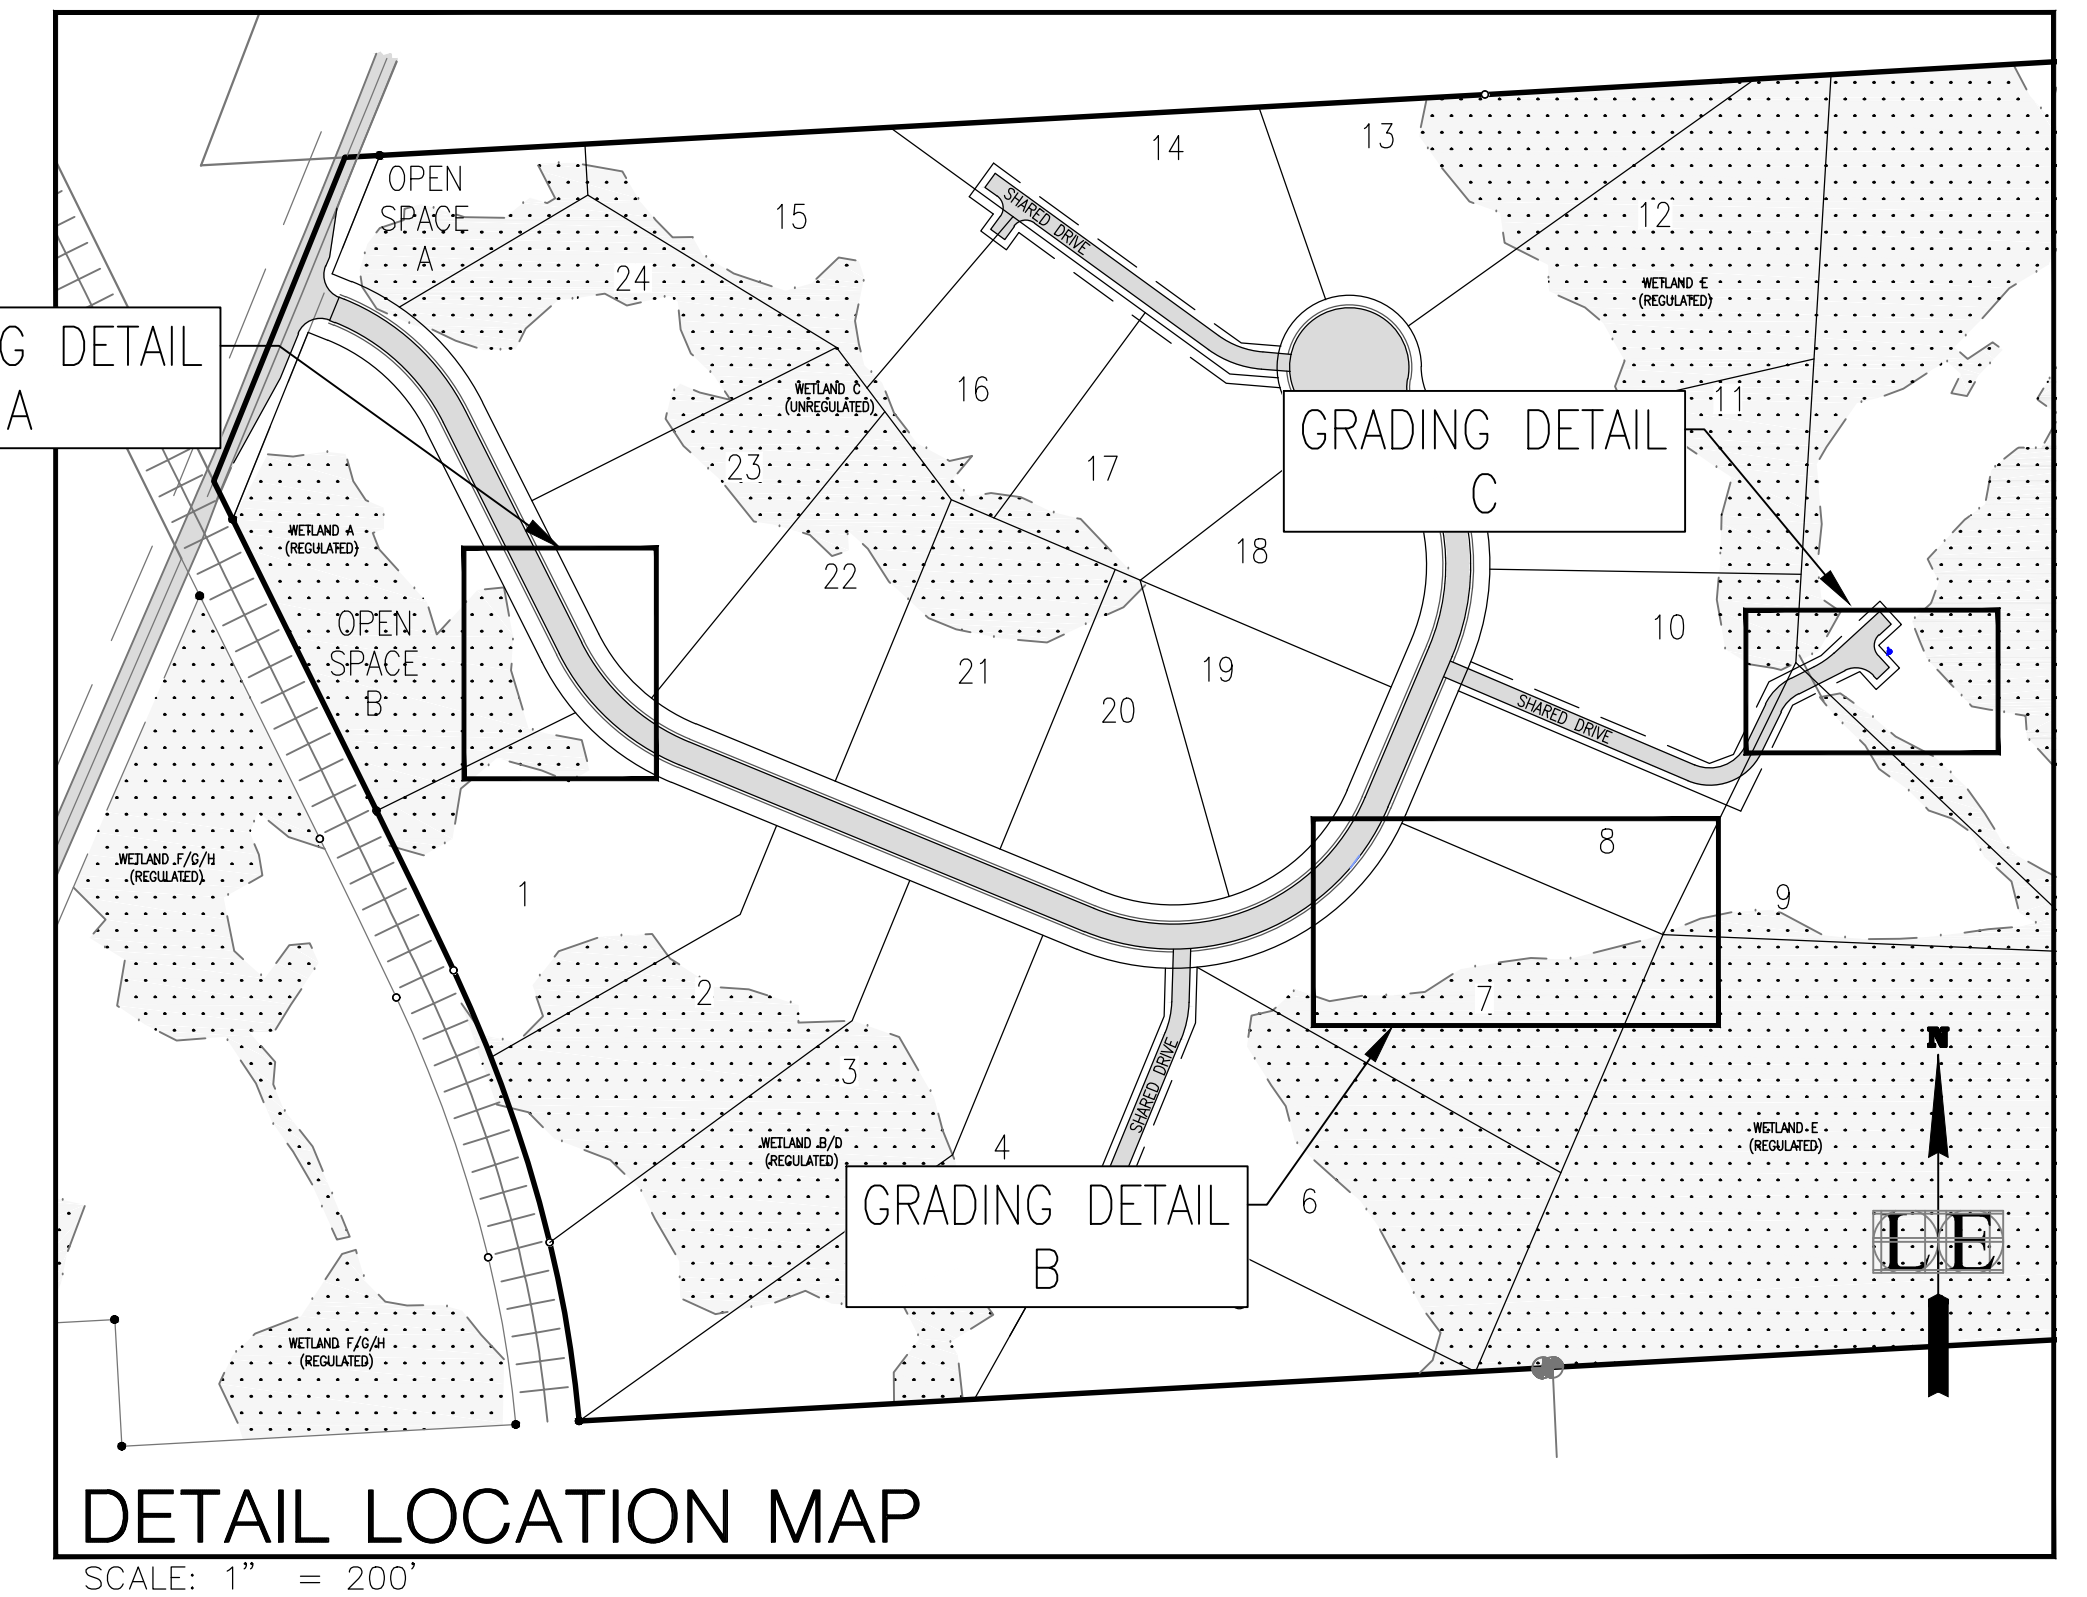 14
13
OPEN
SPACE
A
SHARED DRIVE
15
12
24
WETLAND E
(REGULATED)
G DETAIL
A
WETLAND C
(UNREGULATED)
16
11
GRADING DETAIL
C
23
17
WETLAND A
(REGULATED)
18
22
OPEN
SPACE
B
10
21
19
20
SHARED DRIVE
8
WETLAND F/G/H
(REGULATED)
1
9
2
7
N
3
SHARED DRIVE
WETLAND B/D
(REGULATED)
4
WETLAND E
(REGULATED)
GRADING DETAIL
B
6
LE
WETLAND F/G/H
(REGULATED)
DETAIL LOCATION MAP
SCALE: 1" = 200'